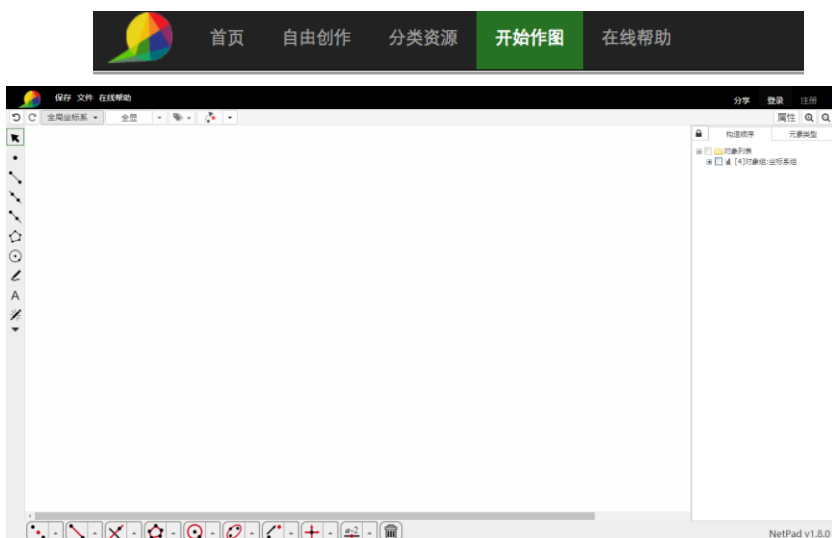 首页 自由创作 分类资源 开始作图 在线帮助
保存 文件 在线帮助 分享 登录 注册
全局坐标系 全显 属性
构造顺序 元素类型
对象列表
[4]对象组:坐标系组
A
a=2
NetPad v1.8.0